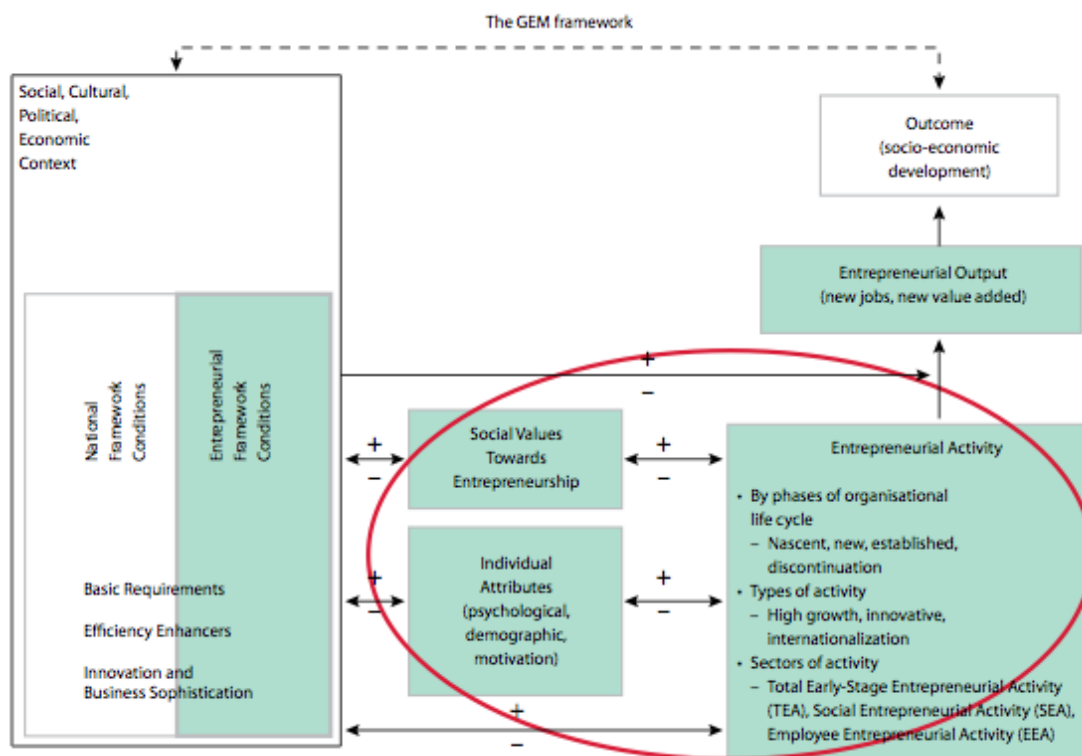 The GEM framework
Social, Cultural,
Political,
Economic
Context
Outcome
(socio-economic
development)
Entrepreneurial Output
(new jobs, new value added)
National
Framework
Conditions
Entrepreneurial
Framework
Conditions
Basic Requirements
Efficiency Enhancers
Innovation and
Business Sophistication
+
−
+
−
Social Values
Towards
Entrepreneurship
+
−
+
−
Individual
Attributes
(psychological,
demographic,
motivation)
+
−
+
−
Entrepreneurial Activity
• By phases of organisational
life cycle
– Nascent, new, established,
discontinuation
• Types of activity
– High growth, innovative,
internationalization
• Sectors of activity
– Total Early-Stage Entrepreneurial Activity
(TEA), Social Entrepreneurial Activity (SEA),
Employee Entrepreneurial Activity (EEA)